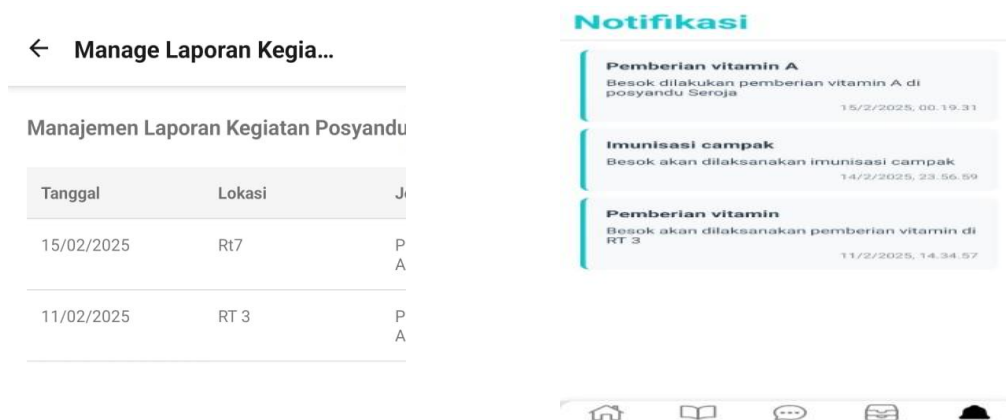 Manage Laporan Kegia...
Manajemen Laporan Kegiatan Posyandu
Tanggal Lokasi J
15/02/2025 Rt7 P
A
11/02/2025 RT 3 P
A
Notifikasi
Pemberian vitamin A
Besok dilakukan pemberian vitamin A di
posyandu Seroja
15/2/2025, 00.19.31
Imunisasi campak
Besok akan dilaksanakan imunisasi campak
14/2/2025, 23.56.59
Pemberian vitamin
Besok akan dilaksanakan pemberian vitamin di
RT 3
11/2/2025, 14.34.57